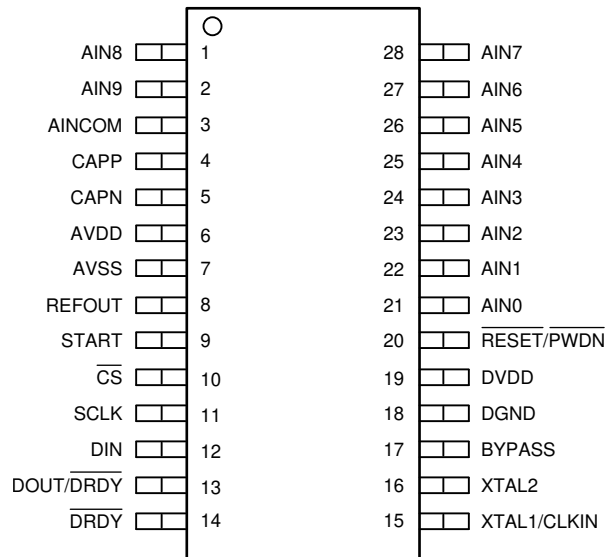 AIN8 1 28 AIN7
AIN9 2 27 AIN6
AINCOM 3 26 AIN5
CAPP 4 25 AIN4
CAPN 5 24 AIN3
AVDD 6 23 AIN2
AVSS 7 22 AIN1
REFOUT 8 21 AIN0
START 9 20 RESET/PWDN
CS 10 19 DVDD
SCLK 11 18 DGND
DIN 12 17 BYPASS
DOUT/DRDY 13 16 XTAL2
DRDY 14 15 XTAL1/CLKIN